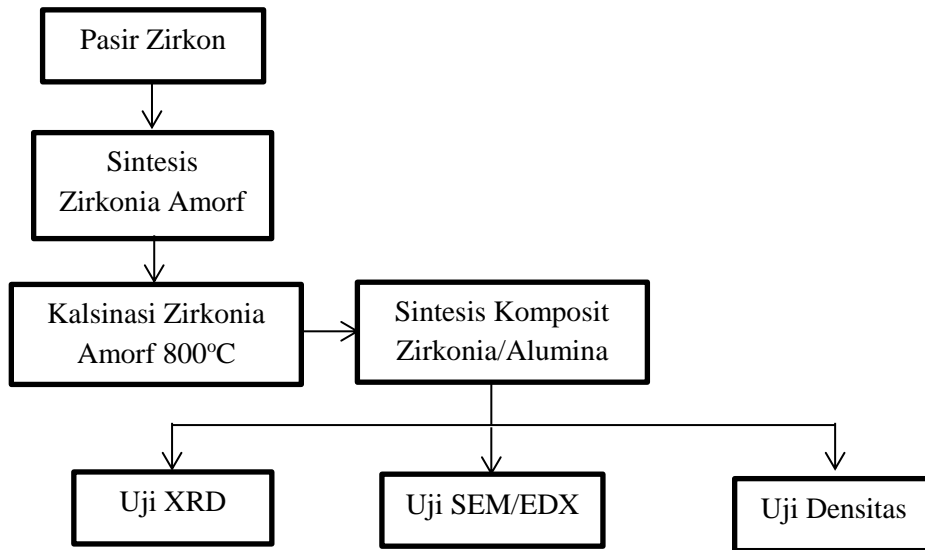 Pasir Zirkon
Sintesis
Zirkonia Amorf
Kalsinasi Zirkonia
Amorf 800ºC
Sintesis Komposit
Zirkonia/Alumina
Uji XRD
Uji SEM/EDX
Uji Densitas